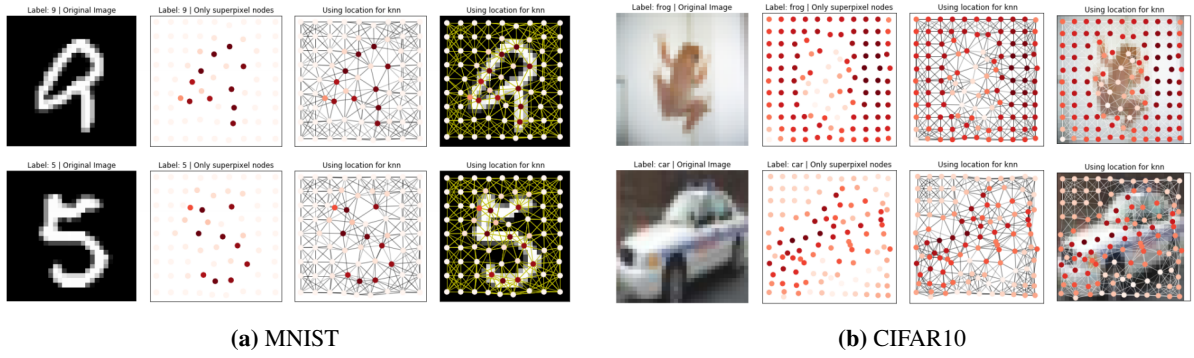 Label: 9 | Original Image
Label: 9 | Only superpixel nodes
Using location for knn
Using location for knn
Label: 5 | Original Image
Label: 5 | Only superpixel nodes
Using location for knn
Using location for knn
(a) MNIST
Label: frog | Original Image
Label: frog | Only superpixel nodes
Using location for knn
Using location for knn
Label: car | Original Image
Label: car | Only superpixel nodes
Using location for knn
Using location for knn
(b) CIFAR10